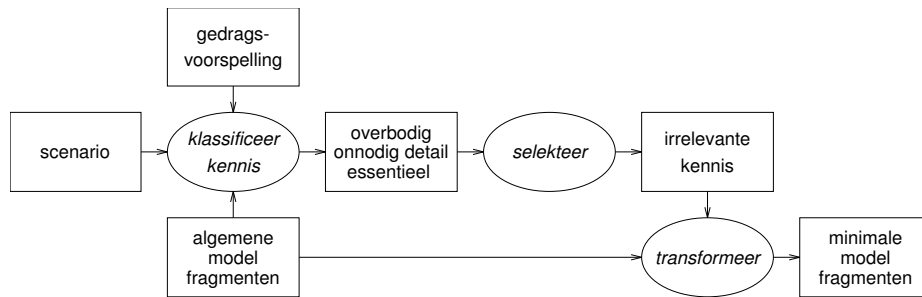 gedrags-
voorspelling
scenario
klassificeer
kennis
overbodig
onnodig detail
essentieel
selekteer
irrelevante
kennis
algemene
model
fragmenten
transformeer
minimale
model
fragmenten